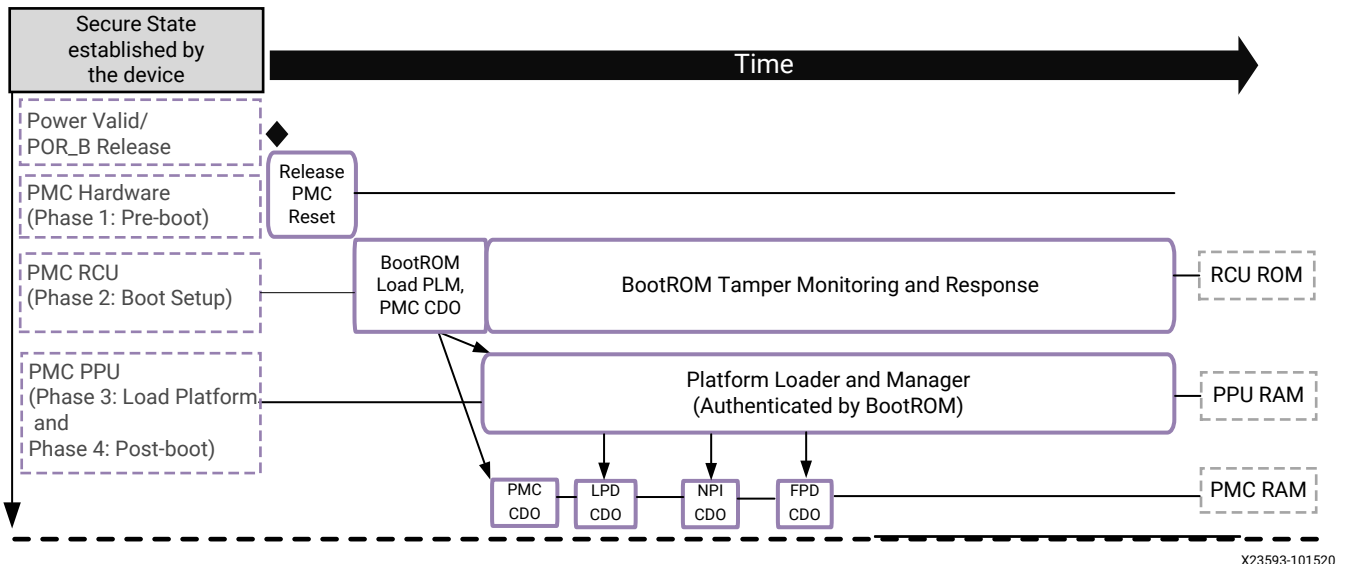 Secure State
established by
the device
Time
Power Valid/
POR_B Release
Release
PMC
Reset
PMC Hardware
(Phase 1: Pre-boot)
BootROM
Load PLM,
PMC CDO
BootROM Tamper Monitoring and Response
RCU ROM
PMC RCU
(Phase 2: Boot Setup)
PMC PPU
(Phase 3: Load Platform
and
Phase 4: Post-boot)
Platform Loader and Manager
(Authenticated by BootROM)
PPU RAM
PMC
CDO
LPD
CDO
NPI
CDO
FPD
CDO
PMC RAM
X23593-101520